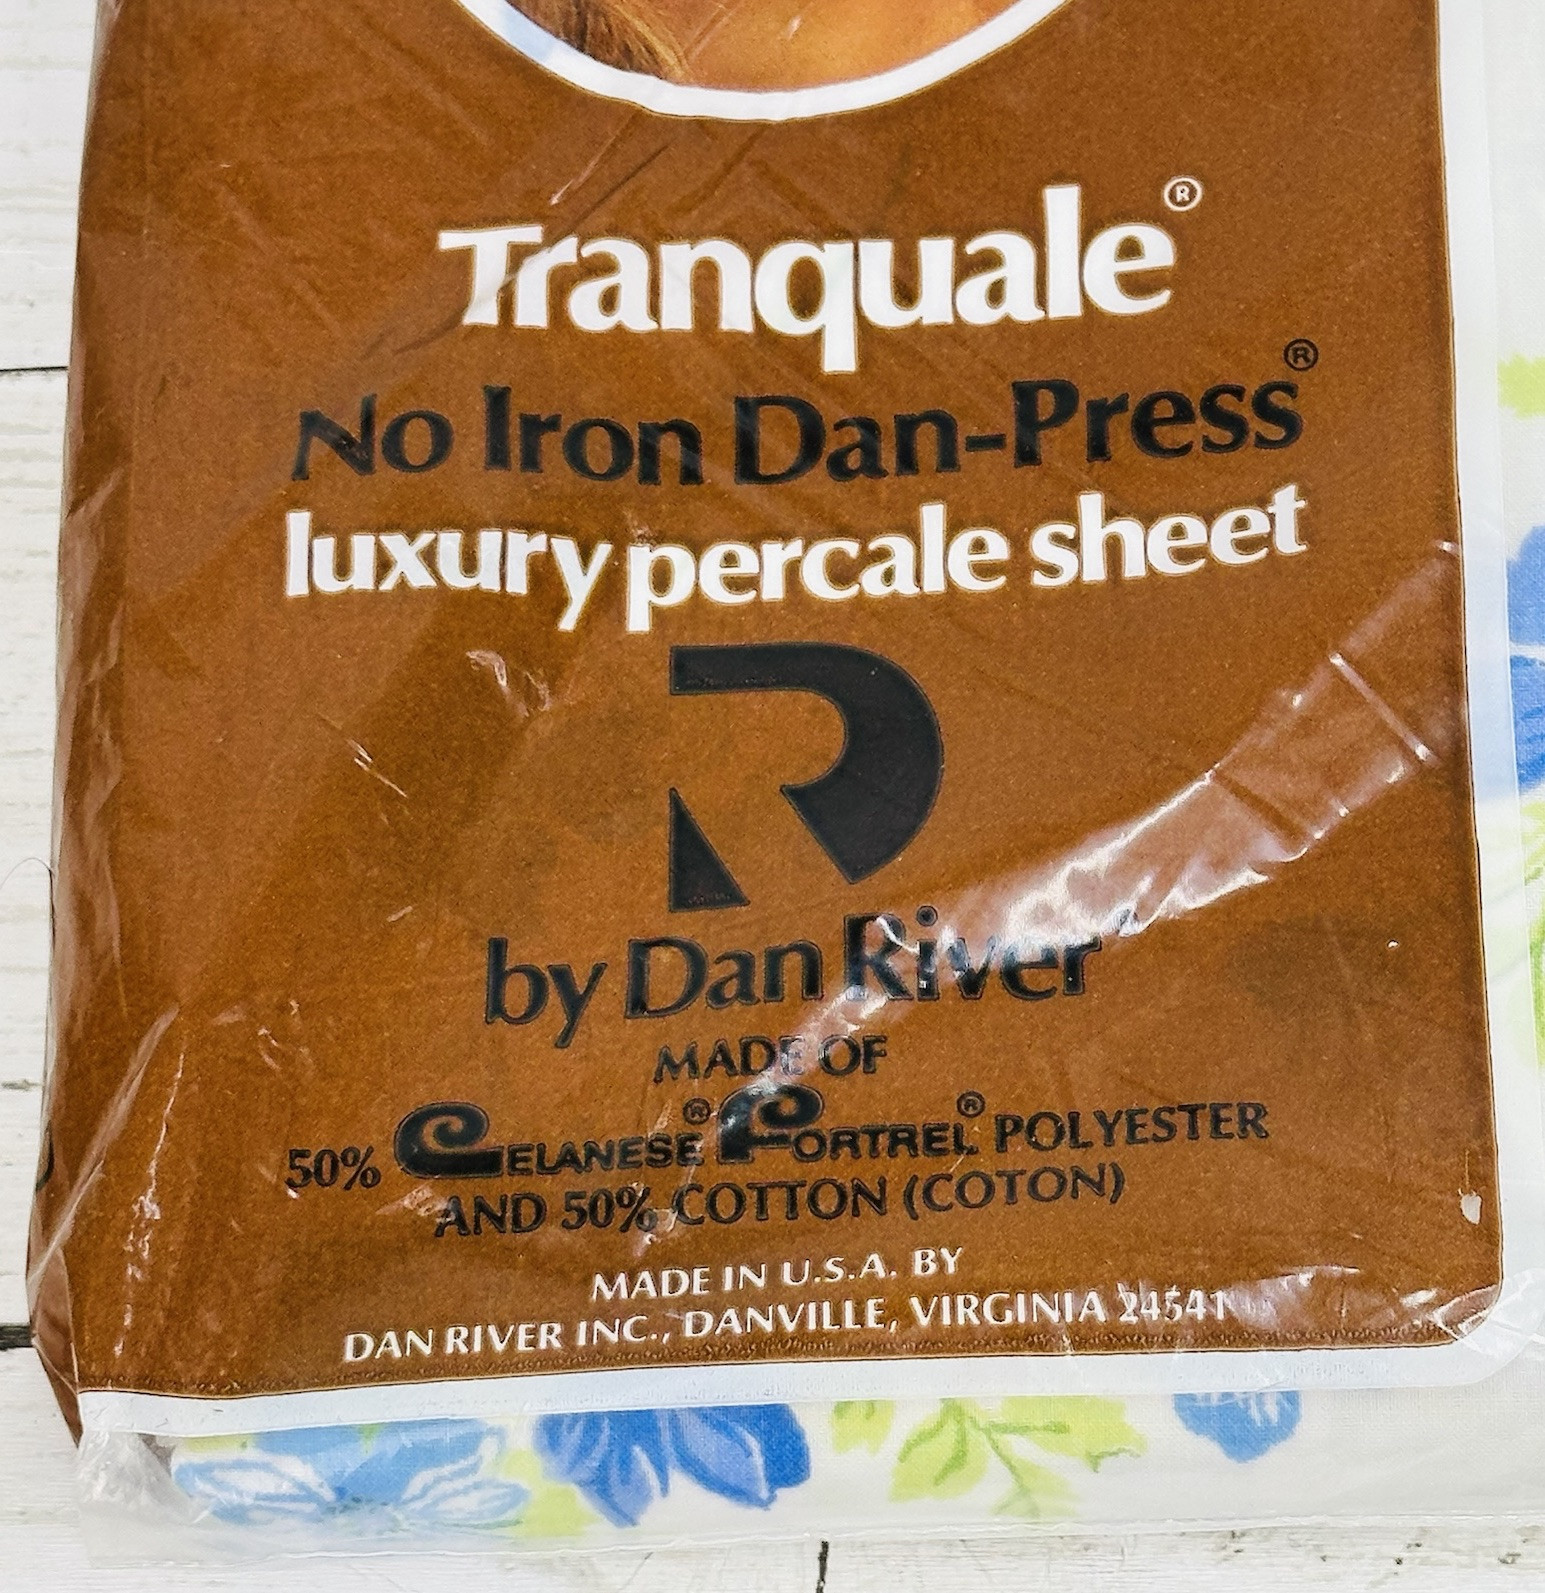 Tranquale®
No Iron Dan-Press®
luxury percale sheet
R
by Dan River®
MADE OF
50% CELANESE® FORTREL® POLYESTER
AND 50% COTTON (COTON)
MADE IN U.S.A. BY
DAN RIVER INC., DANVILLE, VIRGINIA 24541